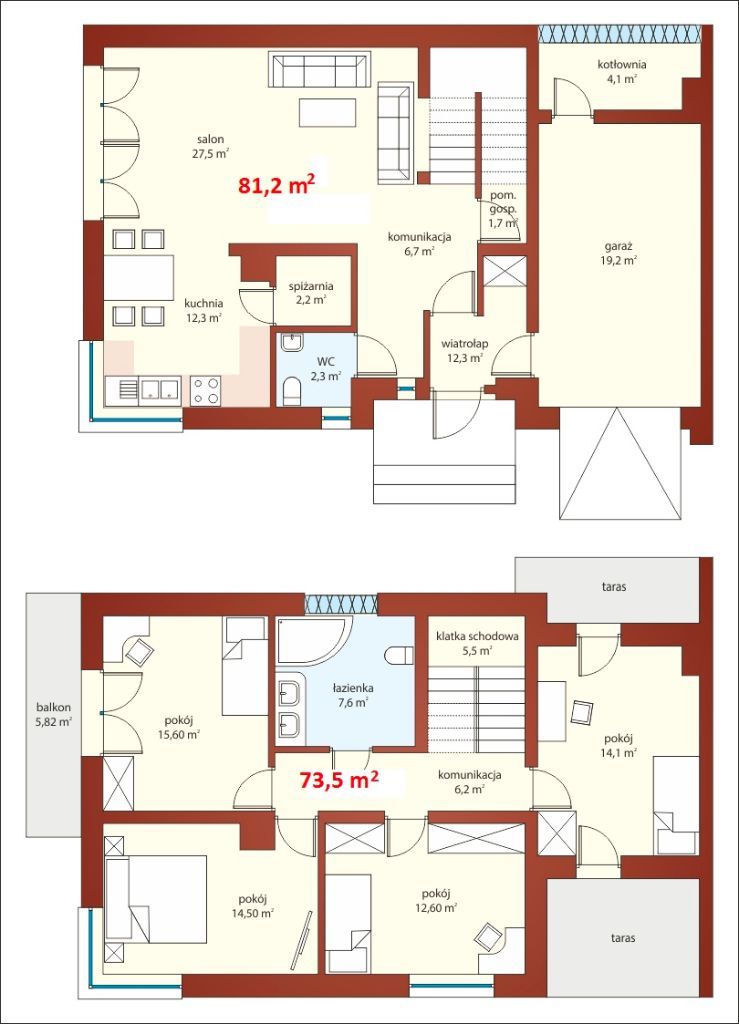 kotłownia
4,1 m²
salon
27,5 m²
81,2 m²
pom.
gosp.
1,7 m²
komunikacja
6,7 m²
garaż
19,2 m²
spiżarnia
2,2 m²
kuchnia
12,3 m²
wiatrołap
12,3 m²
WC
2,3 m²
taras
klatka schodowa
5,5 m²
łazienka
7,6 m²
balkon
5,82 m²
pokój
15,60 m²
pokój
14,1 m²
73,5 m²
komunikacja
6,2 m²
pokój
14,50 m²
pokój
12,60 m²
taras